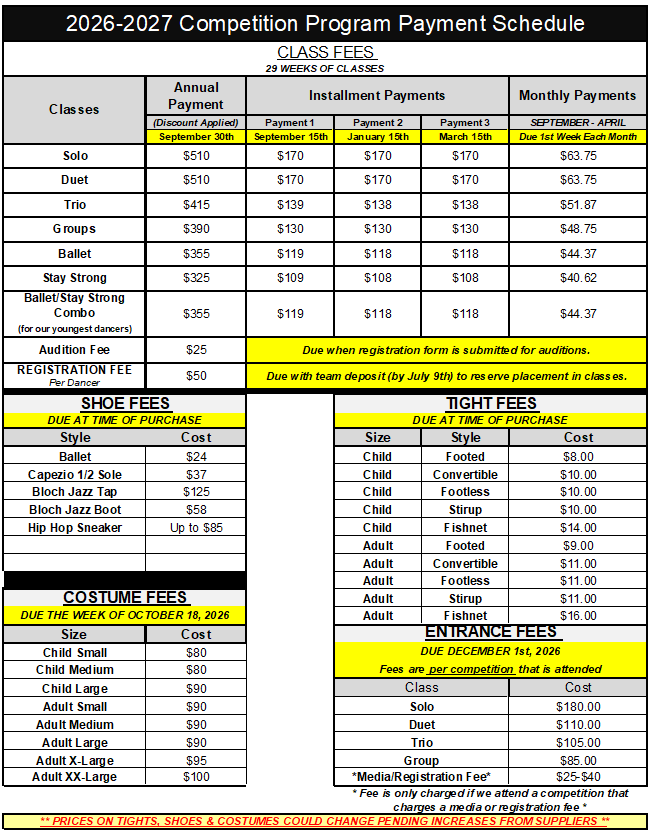 2026-2027 Competition Program Payment Schedule
CLASS FEES
29 WEEKS OF CLASSES
Classes Annual Payment Installment Payments Monthly Payments
(Discount Applied) Payment 1 Payment 2 Payment 3 SEPTEMBER - APRIL
September 30th September 15th January 15th March 15th Due 1st Week Each Month
Solo $510 $170 $170 $170 $63.75
Duet $510 $170 $170 $170 $63.75
Trio $415 $139 $138 $138 $51.87
Groups $390 $130 $130 $130 $48.75
Ballet $355 $119 $118 $118 $44.37
Stay Strong $325 $109 $108 $108 $40.62
Ballet/Stay Strong
Combo $355 $119 $118 $118 $44.37
(for our youngest dancers)
Audition Fee $25 Due when registration form is submitted for auditions.
REGISTRATION FEE $50 Due with team deposit (by July 9th) to reserve placement in classes.
Per Dancer
SHOE FEES
DUE AT TIME OF PURCHASE
Style Cost
Ballet $24
Capezio 1/2 Sole $37
Bloch Jazz Tap $125
Bloch Jazz Boot $58
Hip Hop Sneaker Up to $85
COSTUME FEES
DUE THE WEEK OF OCTOBER 18, 2026
Size Cost
Child Small $80
Child Medium $80
Child Large $90
Adult Small $90
Adult Medium $90
Adult Large $90
Adult X-Large $95
Adult XX-Large $100
TIGHT FEES
DUE AT TIME OF PURCHASE
Size Style Cost
Child Footed $8.00
Child Convertible $10.00
Child Footless $10.00
Child Stirup $10.00
Child Fishnet $14.00
Adult Footed $9.00
Adult Convertible $11.00
Adult Footless $11.00
Adult Stirup $11.00
Adult Fishnet $16.00
ENTRANCE FEES
DUE DECEMBER 1st, 2026
Fees are per competition that is attended
Class Cost
Solo $180.00
Duet $110.00
Trio $105.00
Group $85.00
*Media/Registration Fee* $25-$40
* Fee is only charged if we attend a competition that
charges a media or registration fee *
** PRICES ON TIGHTS, SHOES & COSTUMES COULD CHANGE PENDING INCREASES FROM SUPPLIERS **